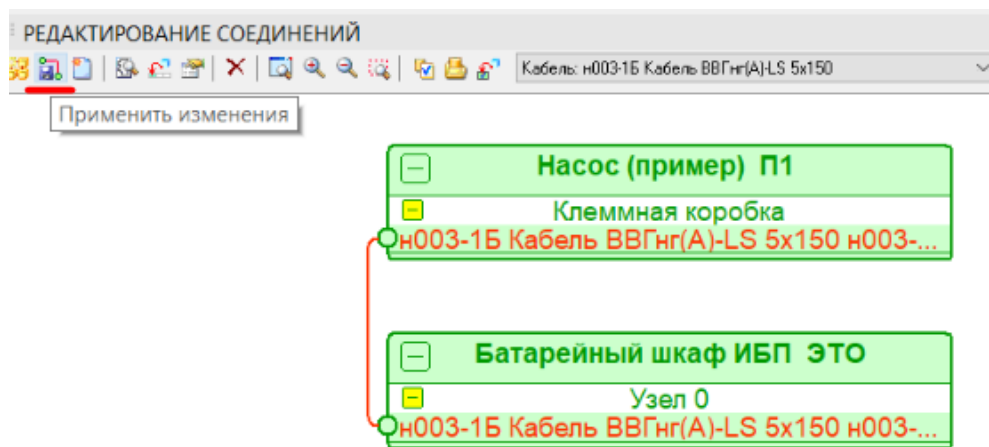 РЕДАКТИРОВАНИЕ СОЕДИНЕНИЙ
Кабель: н003-1Б Кабель ВВГнг(А)-LS 5x150
Применить изменения
Насос (пример) П1
Клеммная коробка
н003-1Б Кабель ВВГнг(А)-LS 5х150 н003-...
Батарейный шкаф ИБП ЭТО
Узел 0
н003-1Б Кабель ВВГнг(А)-LS 5х150 н003-...